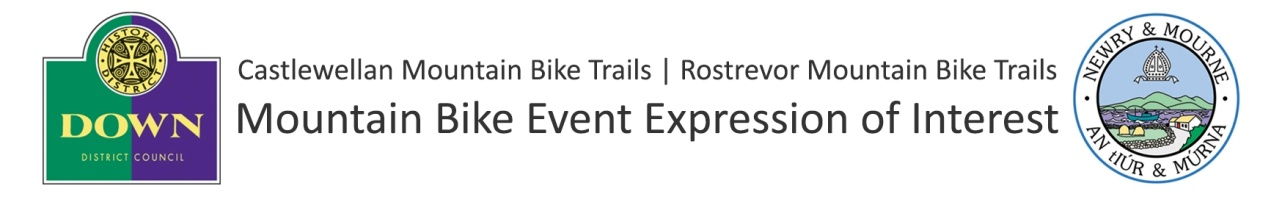 HISTORIC
DISTRICT
DOWN
DISTRICT COUNCIL
Castlewellan Mountain Bike Trails | Rostrevor Mountain Bike Trails
Mountain Bike Event Expression of Interest
NEWRY & MOURNE
AN tIÚR & MÚRNA